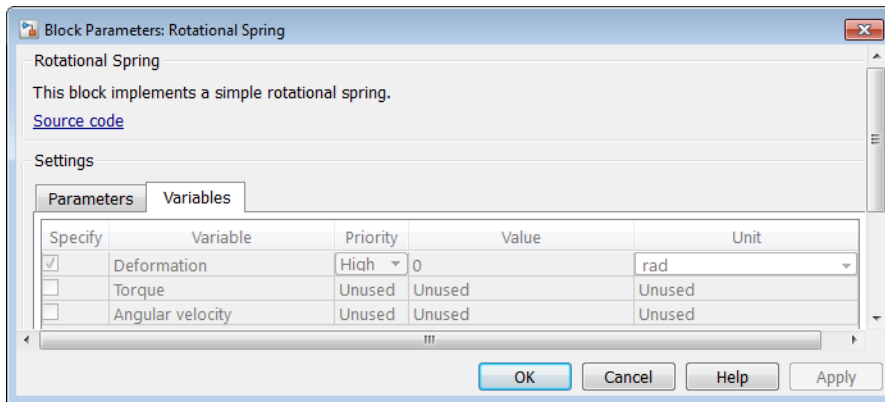 Block Parameters: Rotational Spring
Rotational Spring
This block implements a simple rotational spring.
Source code
Settings
Parameters Variables
Specify Variable Priority Value Unit
Deformation High 0 rad
Torque Unused Unused Unused
Angular velocity Unused Unused Unused
OK Cancel Help Apply